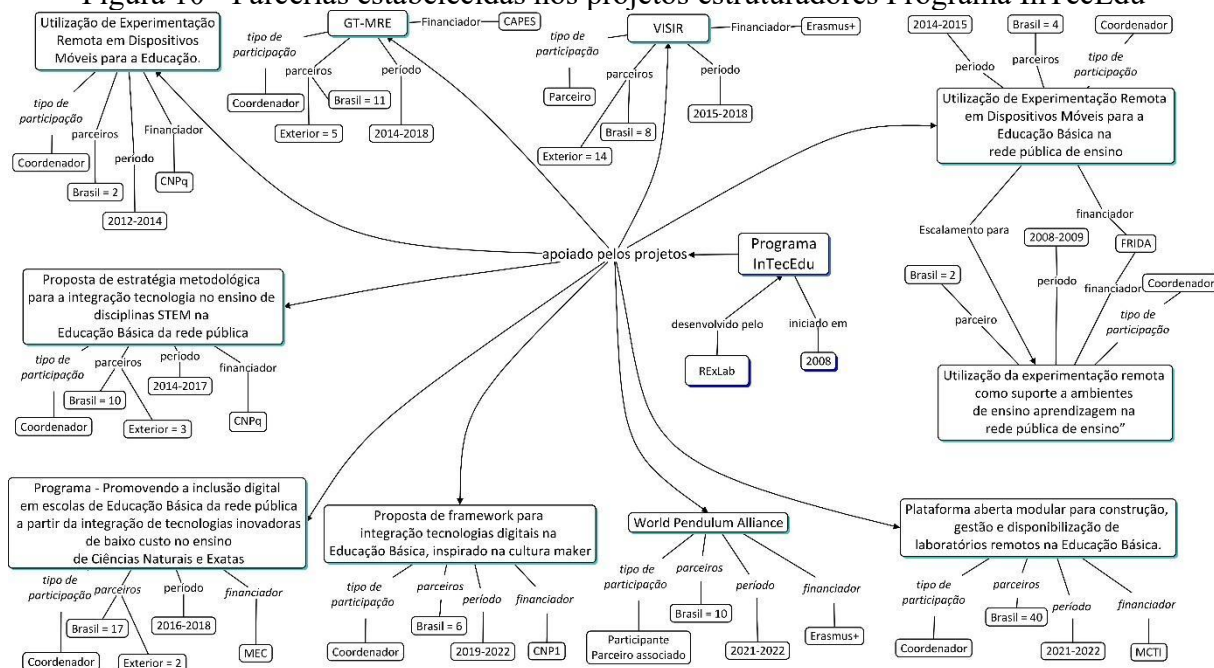 Figura 10 - Parcerias estabelecidas nos projetos estruturadores Programa InTecEdu
Utilização de Experimentação
Remota em Dispositivos
Móveis para a Educação.
tipo de
participação
Coordenador
parceiros
Brasil = 2
período
2012-2014
Financiador
CNPq
GT-MRE
Financiador
CAPES
tipo de
participação
Coordenador
parceiros
Exterior = 5
Brasil = 11
período
2014-2018
VISIR
Financiador
Erasmus+
tipo de
participação
Parceiro
parceiros
Exterior = 14
Brasil = 8
período
2015-2018
2014-2015
período
Brasil = 4
parceiros
Coordenador
tipo de
participação
Utilização de Experimentação Remota
em Dispositivos Móveis para a
Educação Básica na
rede pública de ensino
Escalamento para
financiador
FRIDA
financiador
2008-2009
período
Brasil = 2
parceiro
Coordenador
tipo de
participação
Utilização da experimentação remota
como suporte a ambientes
de ensino aprendizagem na
rede pública de ensino”
apoiado pelos projetos
Programa
InTecEdu
desenvolvido pelo
RExLab
iniciado em
2008
Proposta de estratégia metodológica
para a integração tecnologia no ensino de
disciplinas STEM na
Educação Básica da rede pública
tipo de
participação
Coordenador
parceiros
Brasil = 10
Exterior = 3
período
2014-2017
financiador
CNPq
Programa - Promovendo a inclusão digital
em escolas de Educação Básica da rede pública
a partir da integração de tecnologias inovadoras
de baixo custo no ensino
de Ciências Naturais e Exatas
tipo de
participação
Coordenador
parceiros
Brasil = 17
Exterior = 2
período
2016-2018
financiador
MEC
Proposta de framework para
integração tecnologias digitais na
Educação Básica, inspirado na cultura maker
tipo de
participação
Coordenador
parceiros
Brasil = 6
período
2019-2022
financiador
CNP1
World Pendulum Alliance
tipo de
participação
Participante
Parceiro associado
parceiros
Brasil = 10
período
2021-2022
financiador
Erasmus+
Plataforma aberta modular para construção,
gestão e disponibilização de
laboratórios remotos na Educação Básica.
tipo de
participação
Coordenador
parceiros
Brasil = 40
período
2021-2022
financiador
MCTI